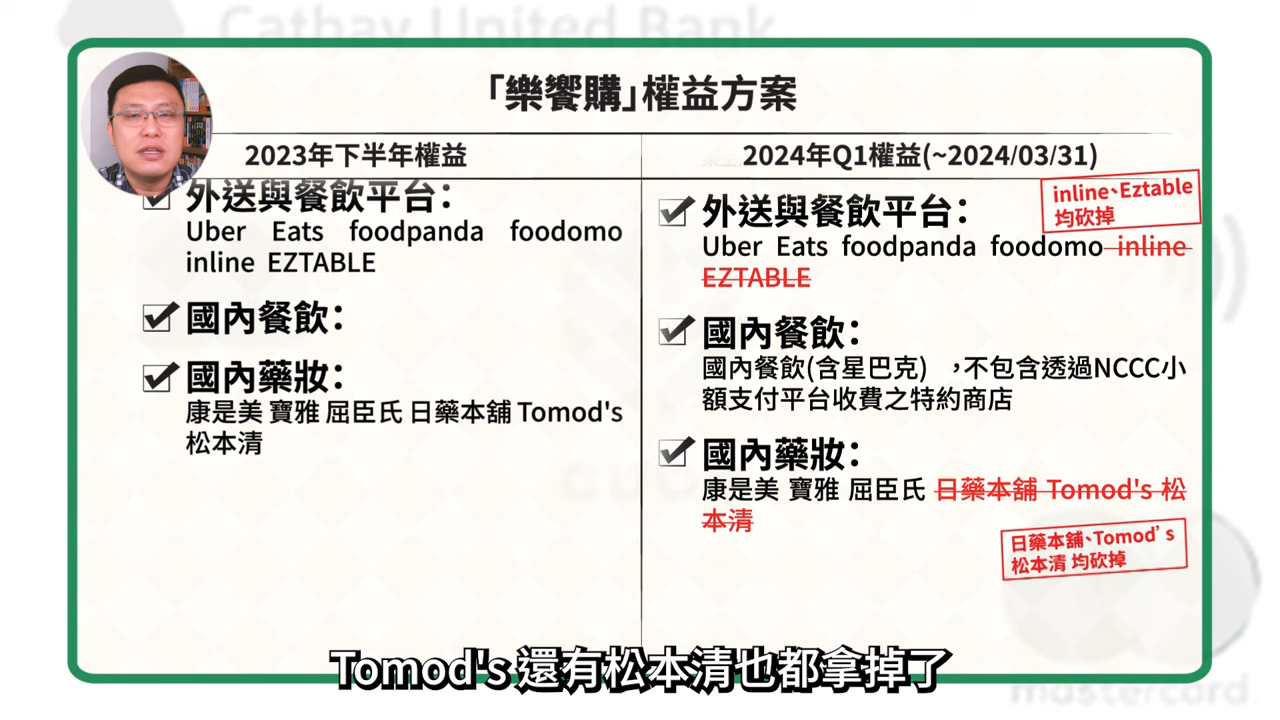 Cathay United Bank
「樂饗購」權益方案
2023年下半年權益
外送與餐飲平台：
Uber Eats foodpanda foodomo
inline EZTABLE
國內餐飲：
國內藥妝：
康是美 寶雅 屈臣氏 日藥本舖 Tomod's
松本清
2024年Q1權益(~2024/03/31)
inline、Eztable
均砍掉
外送與餐飲平台：
Uber Eats foodpanda foodomo inline
EZTABLE
國內餐飲：
國內餐飲(含星巴克) ，不包含透過NCCC小
額支付平台收費之特約商店
國內藥妝：
康是美 寶雅 屈臣氏 日藥本舖 Tomod's 松
本清
日藥本舖、Tomod's
松本清 均砍掉
CUBE
Tomod's 還有松本清也都拿掉了
mastercard